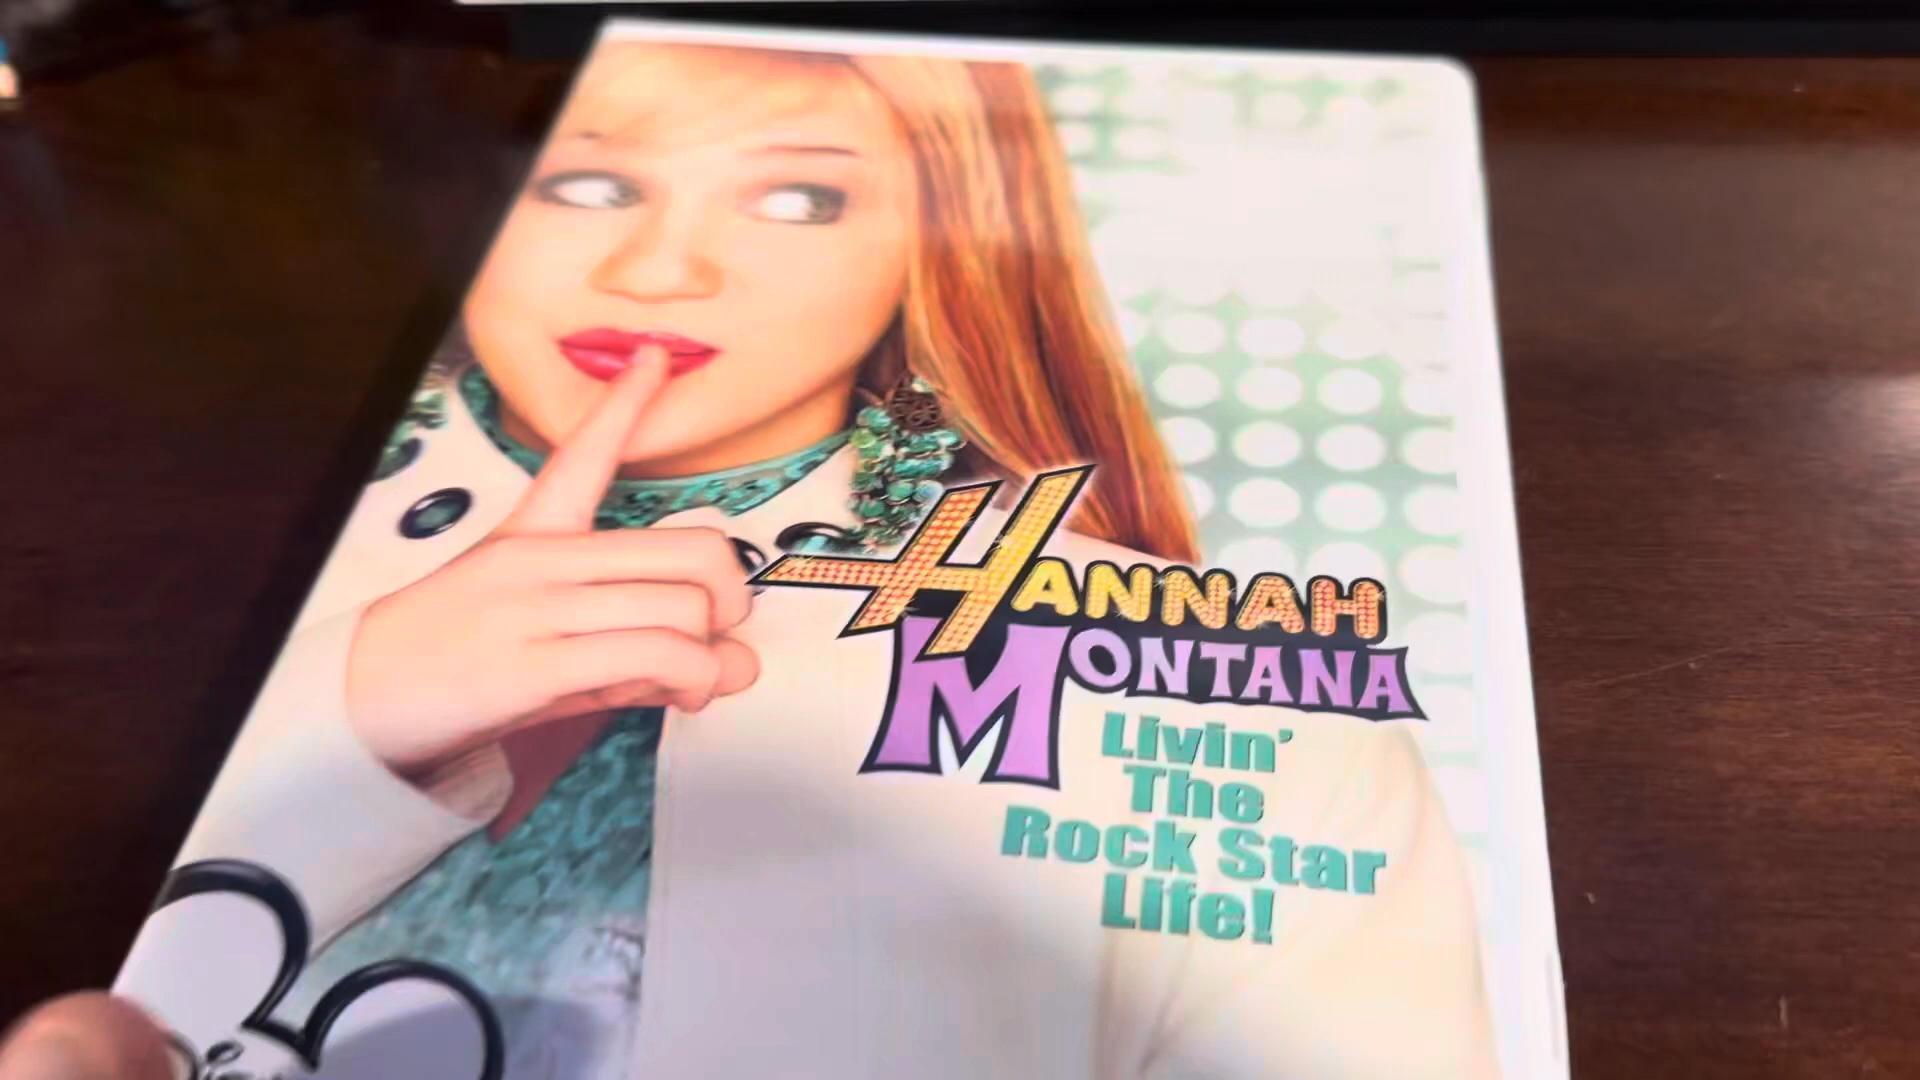 HANNAH
MONTANA
Livin'
The
Rock Star
Life!